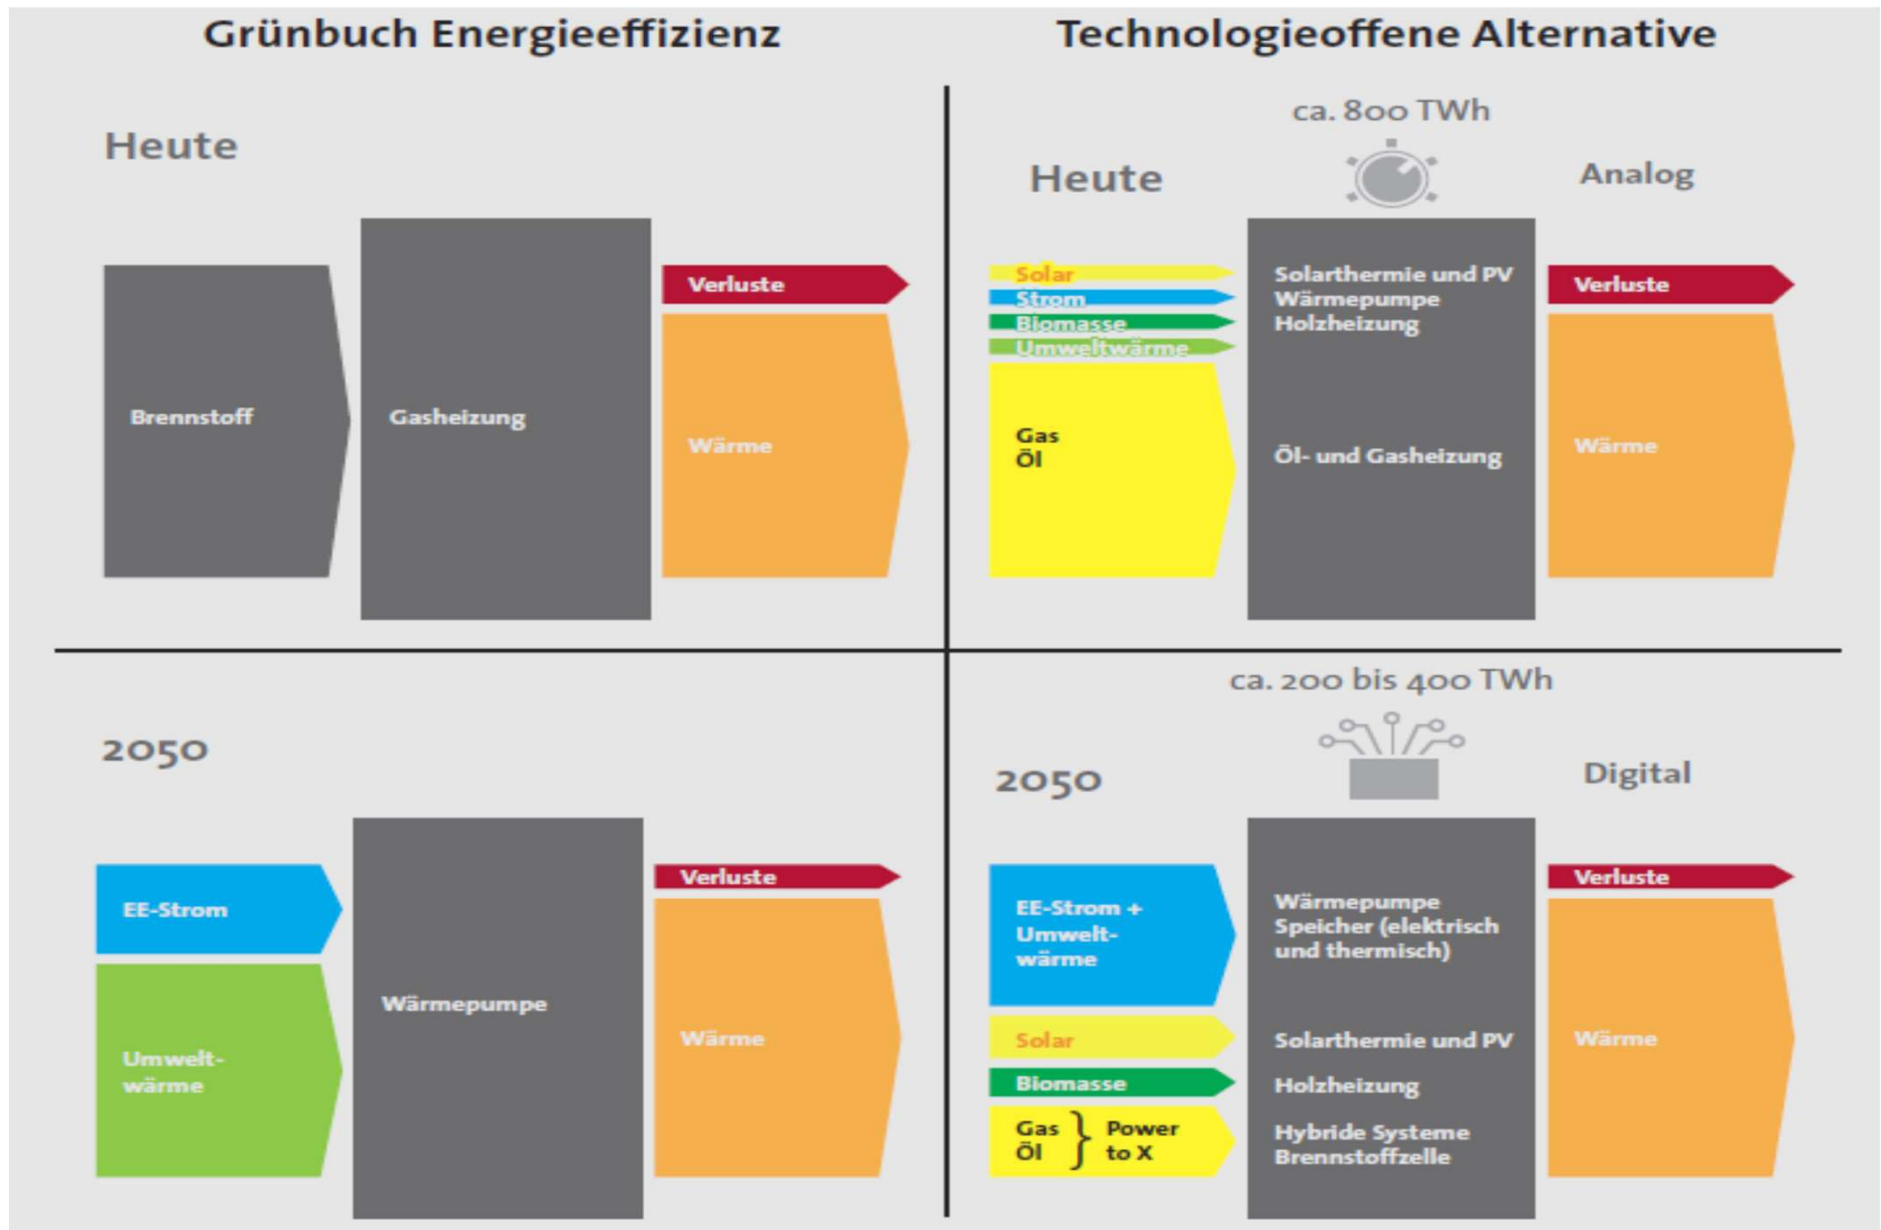 Grünbuch Energieeffizienz
Technologieoffene Alternative
Heute
Brennstoff
Gasheizung
Verluste
Wärme
ca. 800 TWh
Heute
Analog
Solar
Strom
Biomasse
Umweltwärme
Gas
Öl
Solarthermie und PV
Wärmepumpe
Holzheizung
Öl- und Gasheizung
Verluste
Wärme
2050
EE-Strom
Umwelt-
wärme
Wärmepumpe
Verluste
Wärme
ca. 200 bis 400 TWh
2050
Digital
EE-Strom +
Umwelt-
wärme
Solar
Biomasse
Gas } Power
Öl to X
Wärmepumpe
Speicher (elektrisch
und thermisch)
Solarthermie und PV
Holzheizung
Hybride Systeme
Brennstoffzelle
Verluste
Wärme